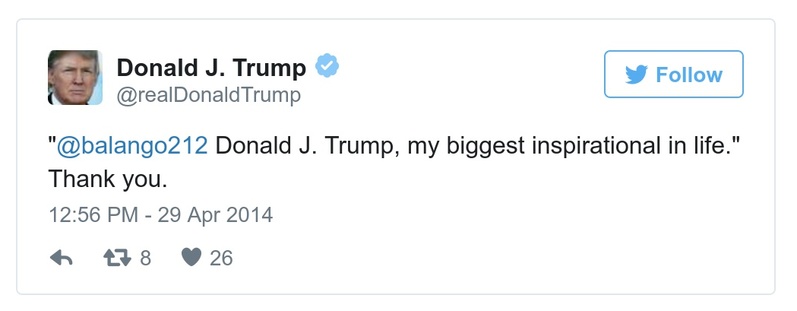 Donald J. Trump
@realDonaldTrump
Follow
"@balango212 Donald J. Trump, my biggest inspirational in life."
Thank you.
12:56 PM - 29 Apr 2014
8 26